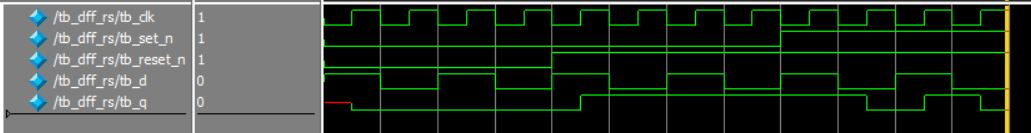 /tb_dff_rs/tb_clk 1
/tb_dff_rs/tb_set_n 1
/tb_dff_rs/tb_reset_n 1
/tb_dff_rs/tb_d 0
/tb_dff_rs/tb_q 0